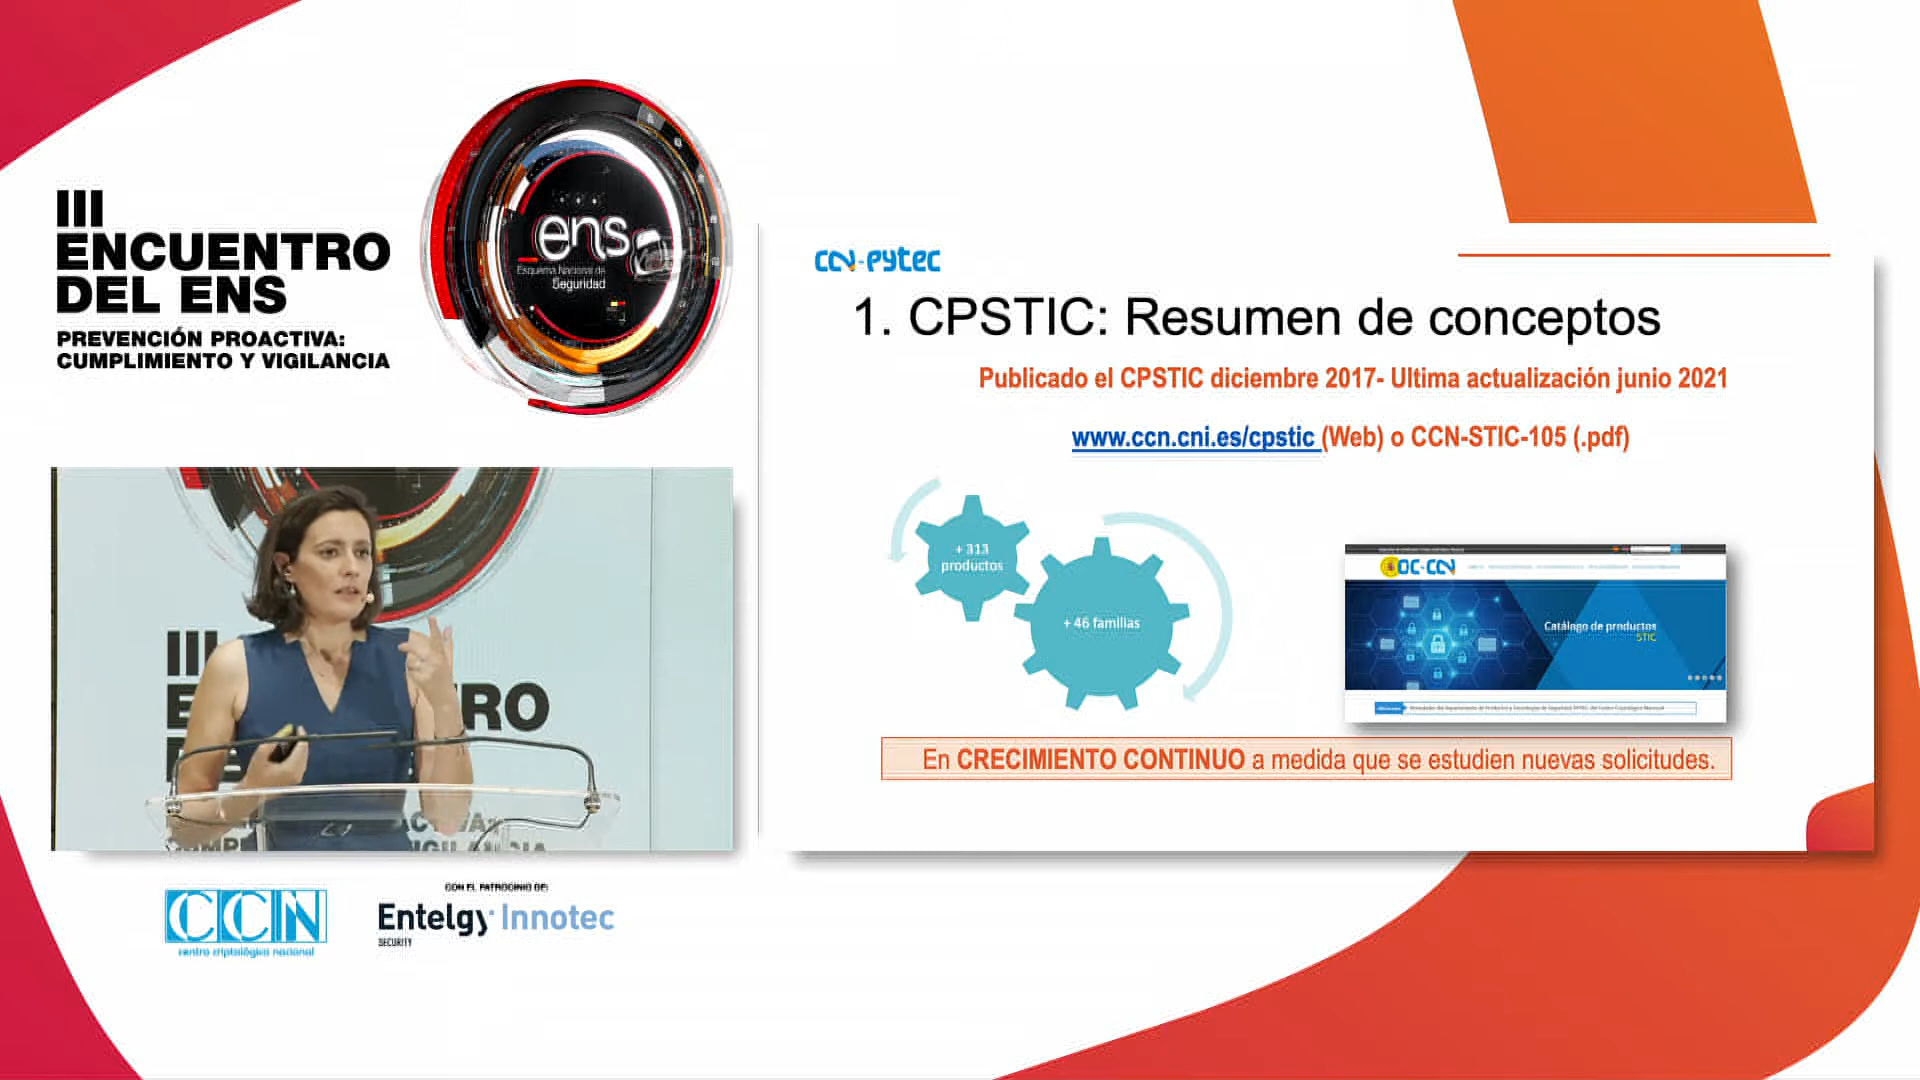 III
ENCUENTRO
DEL ENS
PREVENCIÓN PROACTIVA:
CUMPLIMIENTO Y VIGILANCIA
ens
Esquema Nacional de
Seguridad
CCN-PYTEC
1. CPSTIC: Resumen de conceptos
Publicado el CPSTIC diciembre 2017- Ultima actualización junio 2021
www.ccn.cni.es/cpstic (Web) o CCN-STIC-105 (.pdf)
+ 313
productos
+ 46 familias
OC-CCN
Catálogo de productos
STIC
En CRECIMIENTO CONTINUO a medida que se estudien nuevas solicitudes.
III
RO
CCN
centro criptológico nacional
CON EL PATROCINIO DE:
Entelgy Innotec
SECURITY